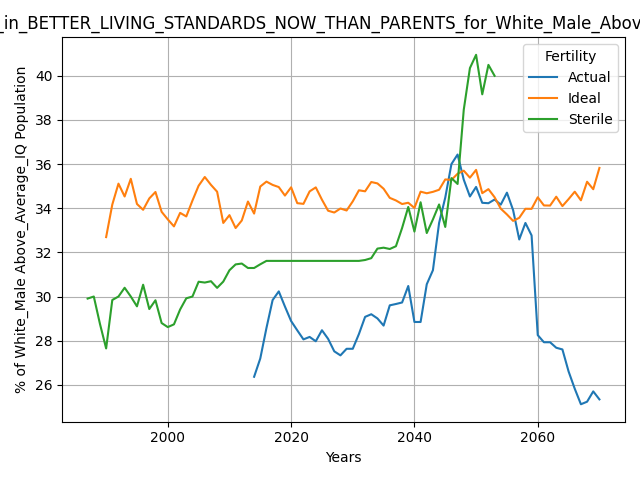 _in_BETTER_LIVING_STANDARDS_NOW_THAN_PARENTS_for_White_Male_Abov
Fertility
Actual
Ideal
Sterile
% of White_Male Above_Average_IQ Population
40
38
36
34
32
30
28
26
2000
2020
2040
2060
Years